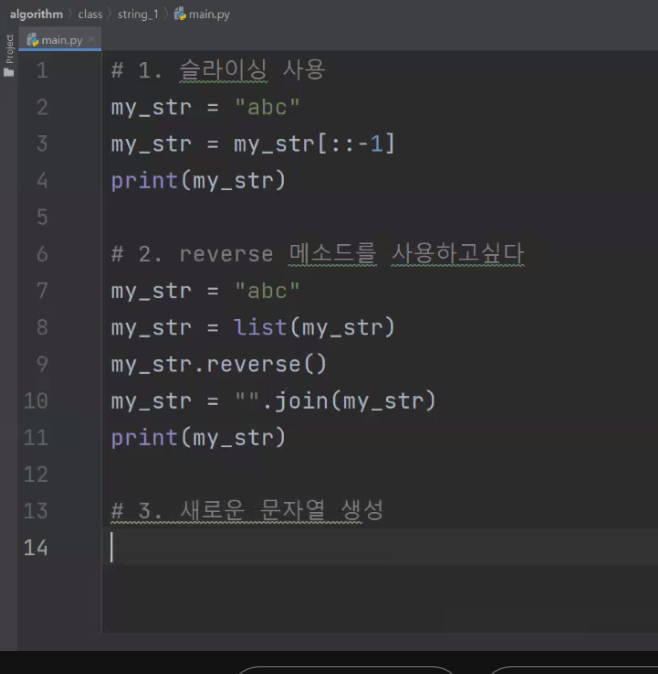 algorithm > class > string_1 > main.py
Project
main.py ×
1 # 1. 슬라이싱 사용
2 my_str = "abc"
3 my_str = my_str[::-1]
4 print(my_str)
5
6 # 2. reverse 메소드를 사용하고싶다
7 my_str = "abc"
8 my_str = list(my_str)
9 my_str.reverse()
10 my_str = "".join(my_str)
11 print(my_str)
12
13 # 3. 새로운 문자열 생성
14